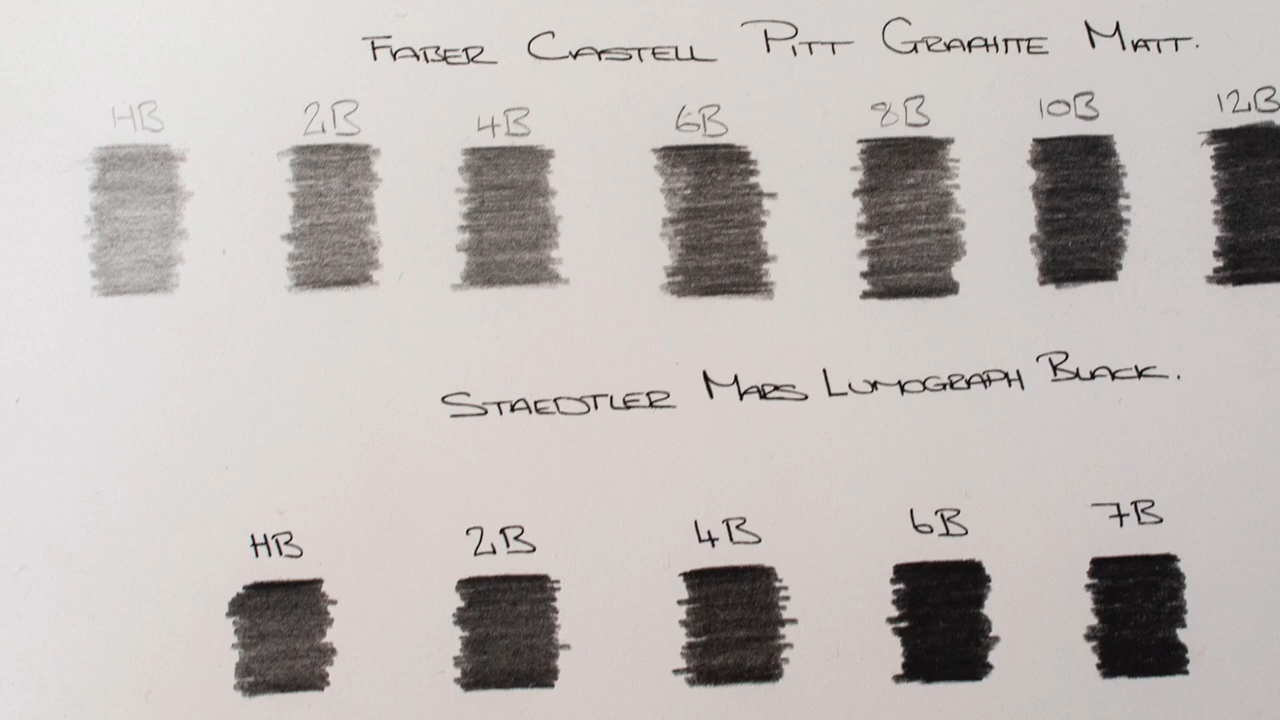 FABER CASTELL PITT GRAPHITE MATT.
HB 2B 4B 6B 8B 10B 12B
STAEDTLER MARS LUMOGRAPH BLACK.
HB 2B 4B 6B 7B